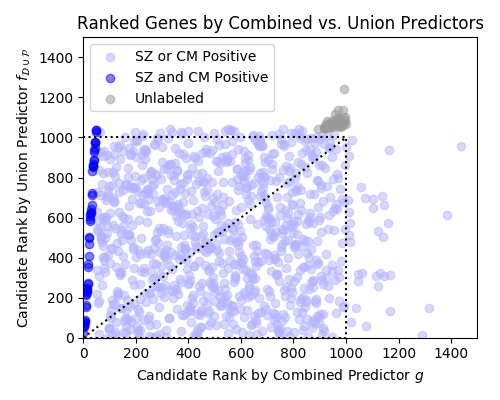 Ranked Genes by Combined vs. Union Predictors
Candidate Rank by Union Predictor f_{𝒟∪𝒫}
1400
1200
1000
800
600
400
200
0
SZ or CM Positive
SZ and CM Positive
Unlabeled
0 200 400 600 800 1000 1200 1400
Candidate Rank by Combined Predictor g